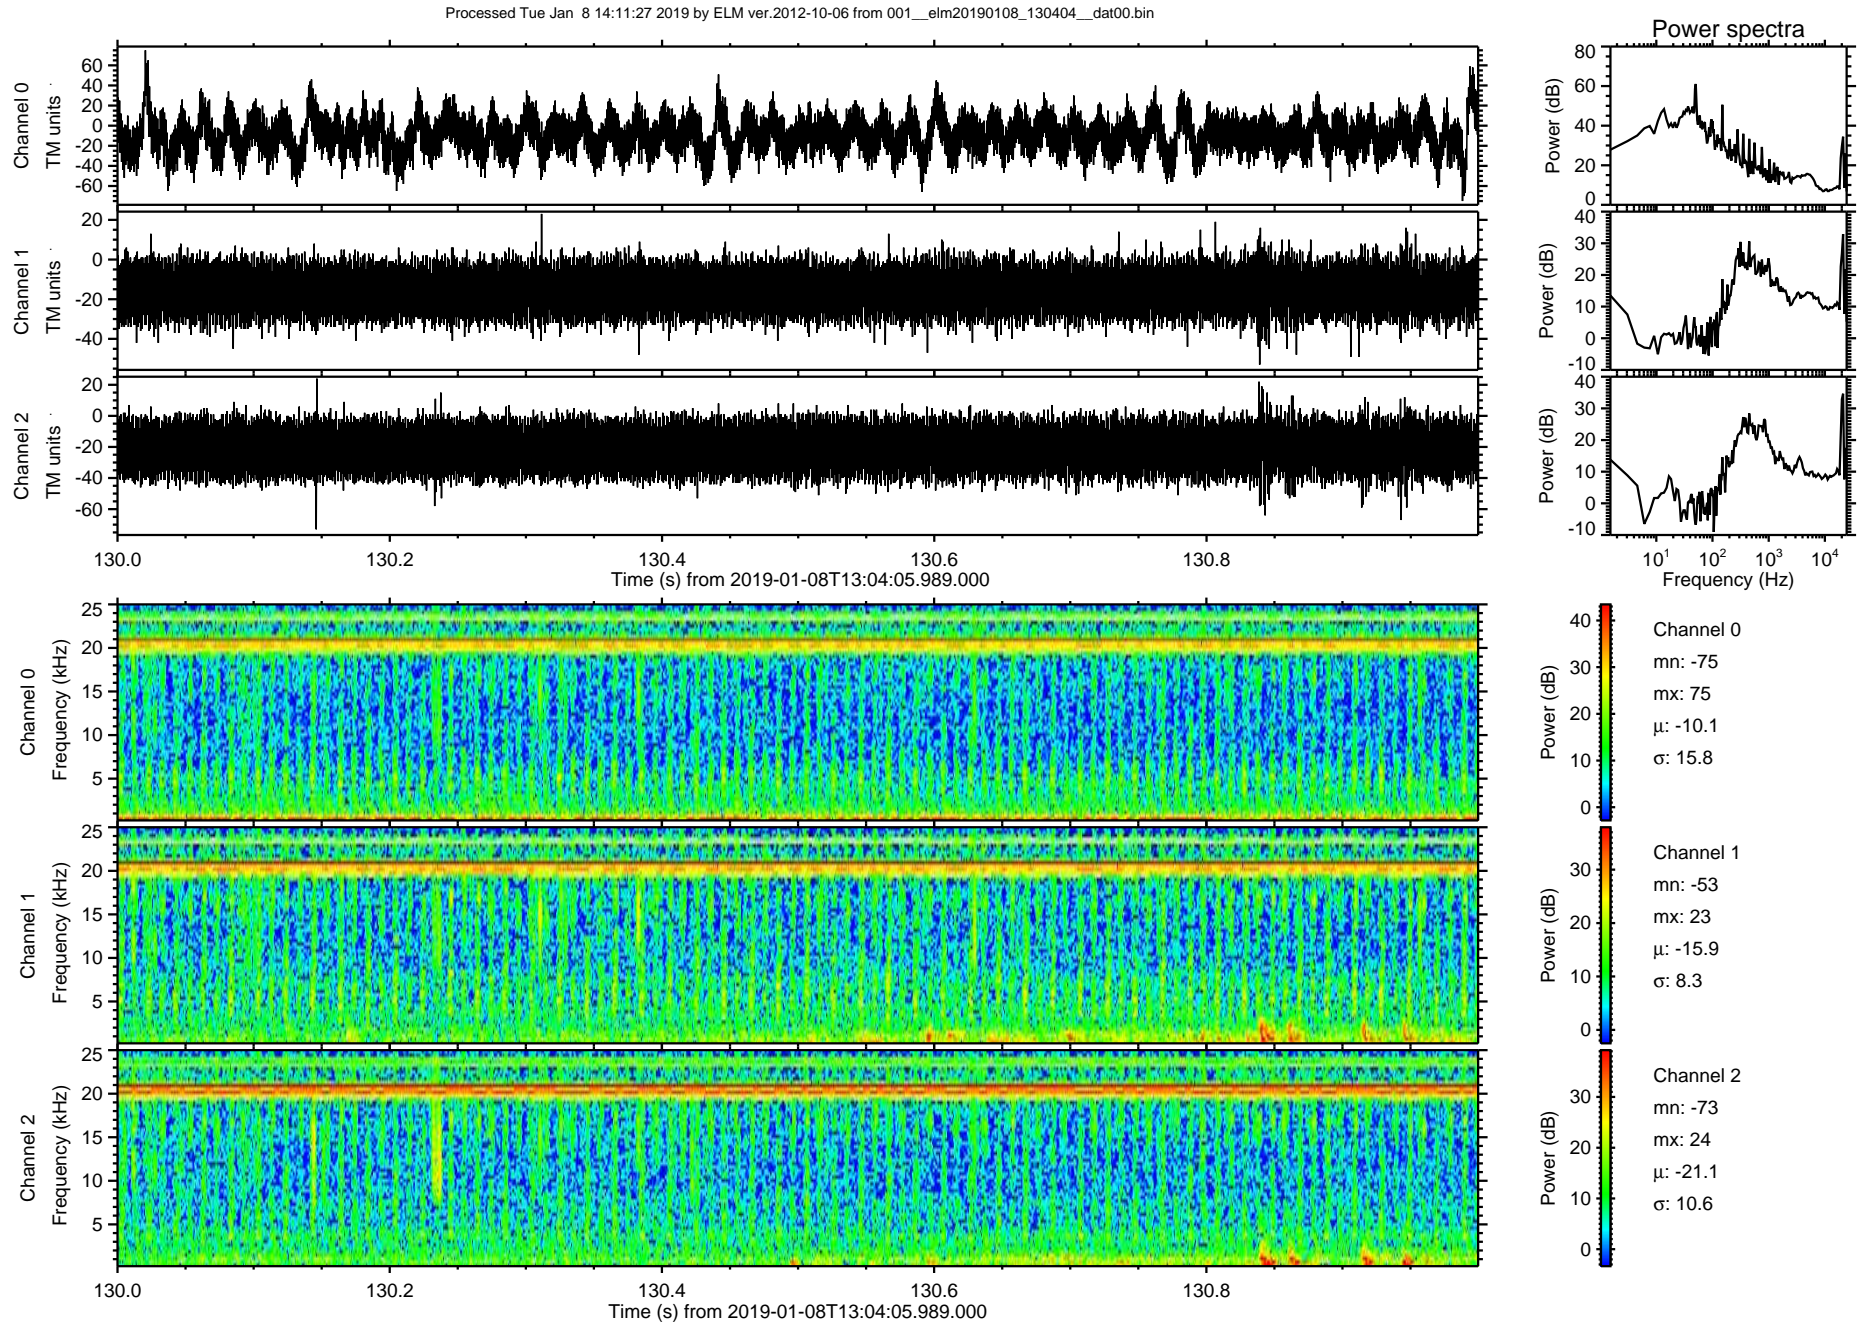 Processed Tue Jan  8 14:11:27 2019 by ELM ver.2012-10-06 from 001__elm20190108_130404__dat00.bin
Power spectra
Channel 0
TM units
60
40
20
0
-20
-40
-60
Power (dB)
80
60
40
20
0
Channel 1
TM units
20
0
-20
-40
Power (dB)
40
30
20
10
0
-10
Channel 2
TM units
20
0
-20
-40
-60
Power (dB)
40
30
20
10
0
-10
130.0 130.2 130.4 130.6 130.8
Time (s) from 2019-01-08T13:04:05.989.000
10¹ 10² 10³ 10⁴
Frequency (Hz)
Channel 0
Frequency (kHz)
25
20
15
10
5
Power (dB)
40
30
20
10
0
Channel 0
mn: -75
mx: 75
μ: -10.1
σ: 15.8
Channel 1
Frequency (kHz)
25
20
15
10
5
Power (dB)
30
20
10
0
Channel 1
mn: -53
mx: 23
μ: -15.9
σ: 8.3
Channel 2
Frequency (kHz)
25
20
15
10
5
Power (dB)
30
20
10
0
Channel 2
mn: -73
mx: 24
μ: -21.1
σ: 10.6
130.0 130.2 130.4 130.6 130.8
Time (s) from 2019-01-08T13:04:05.989.000